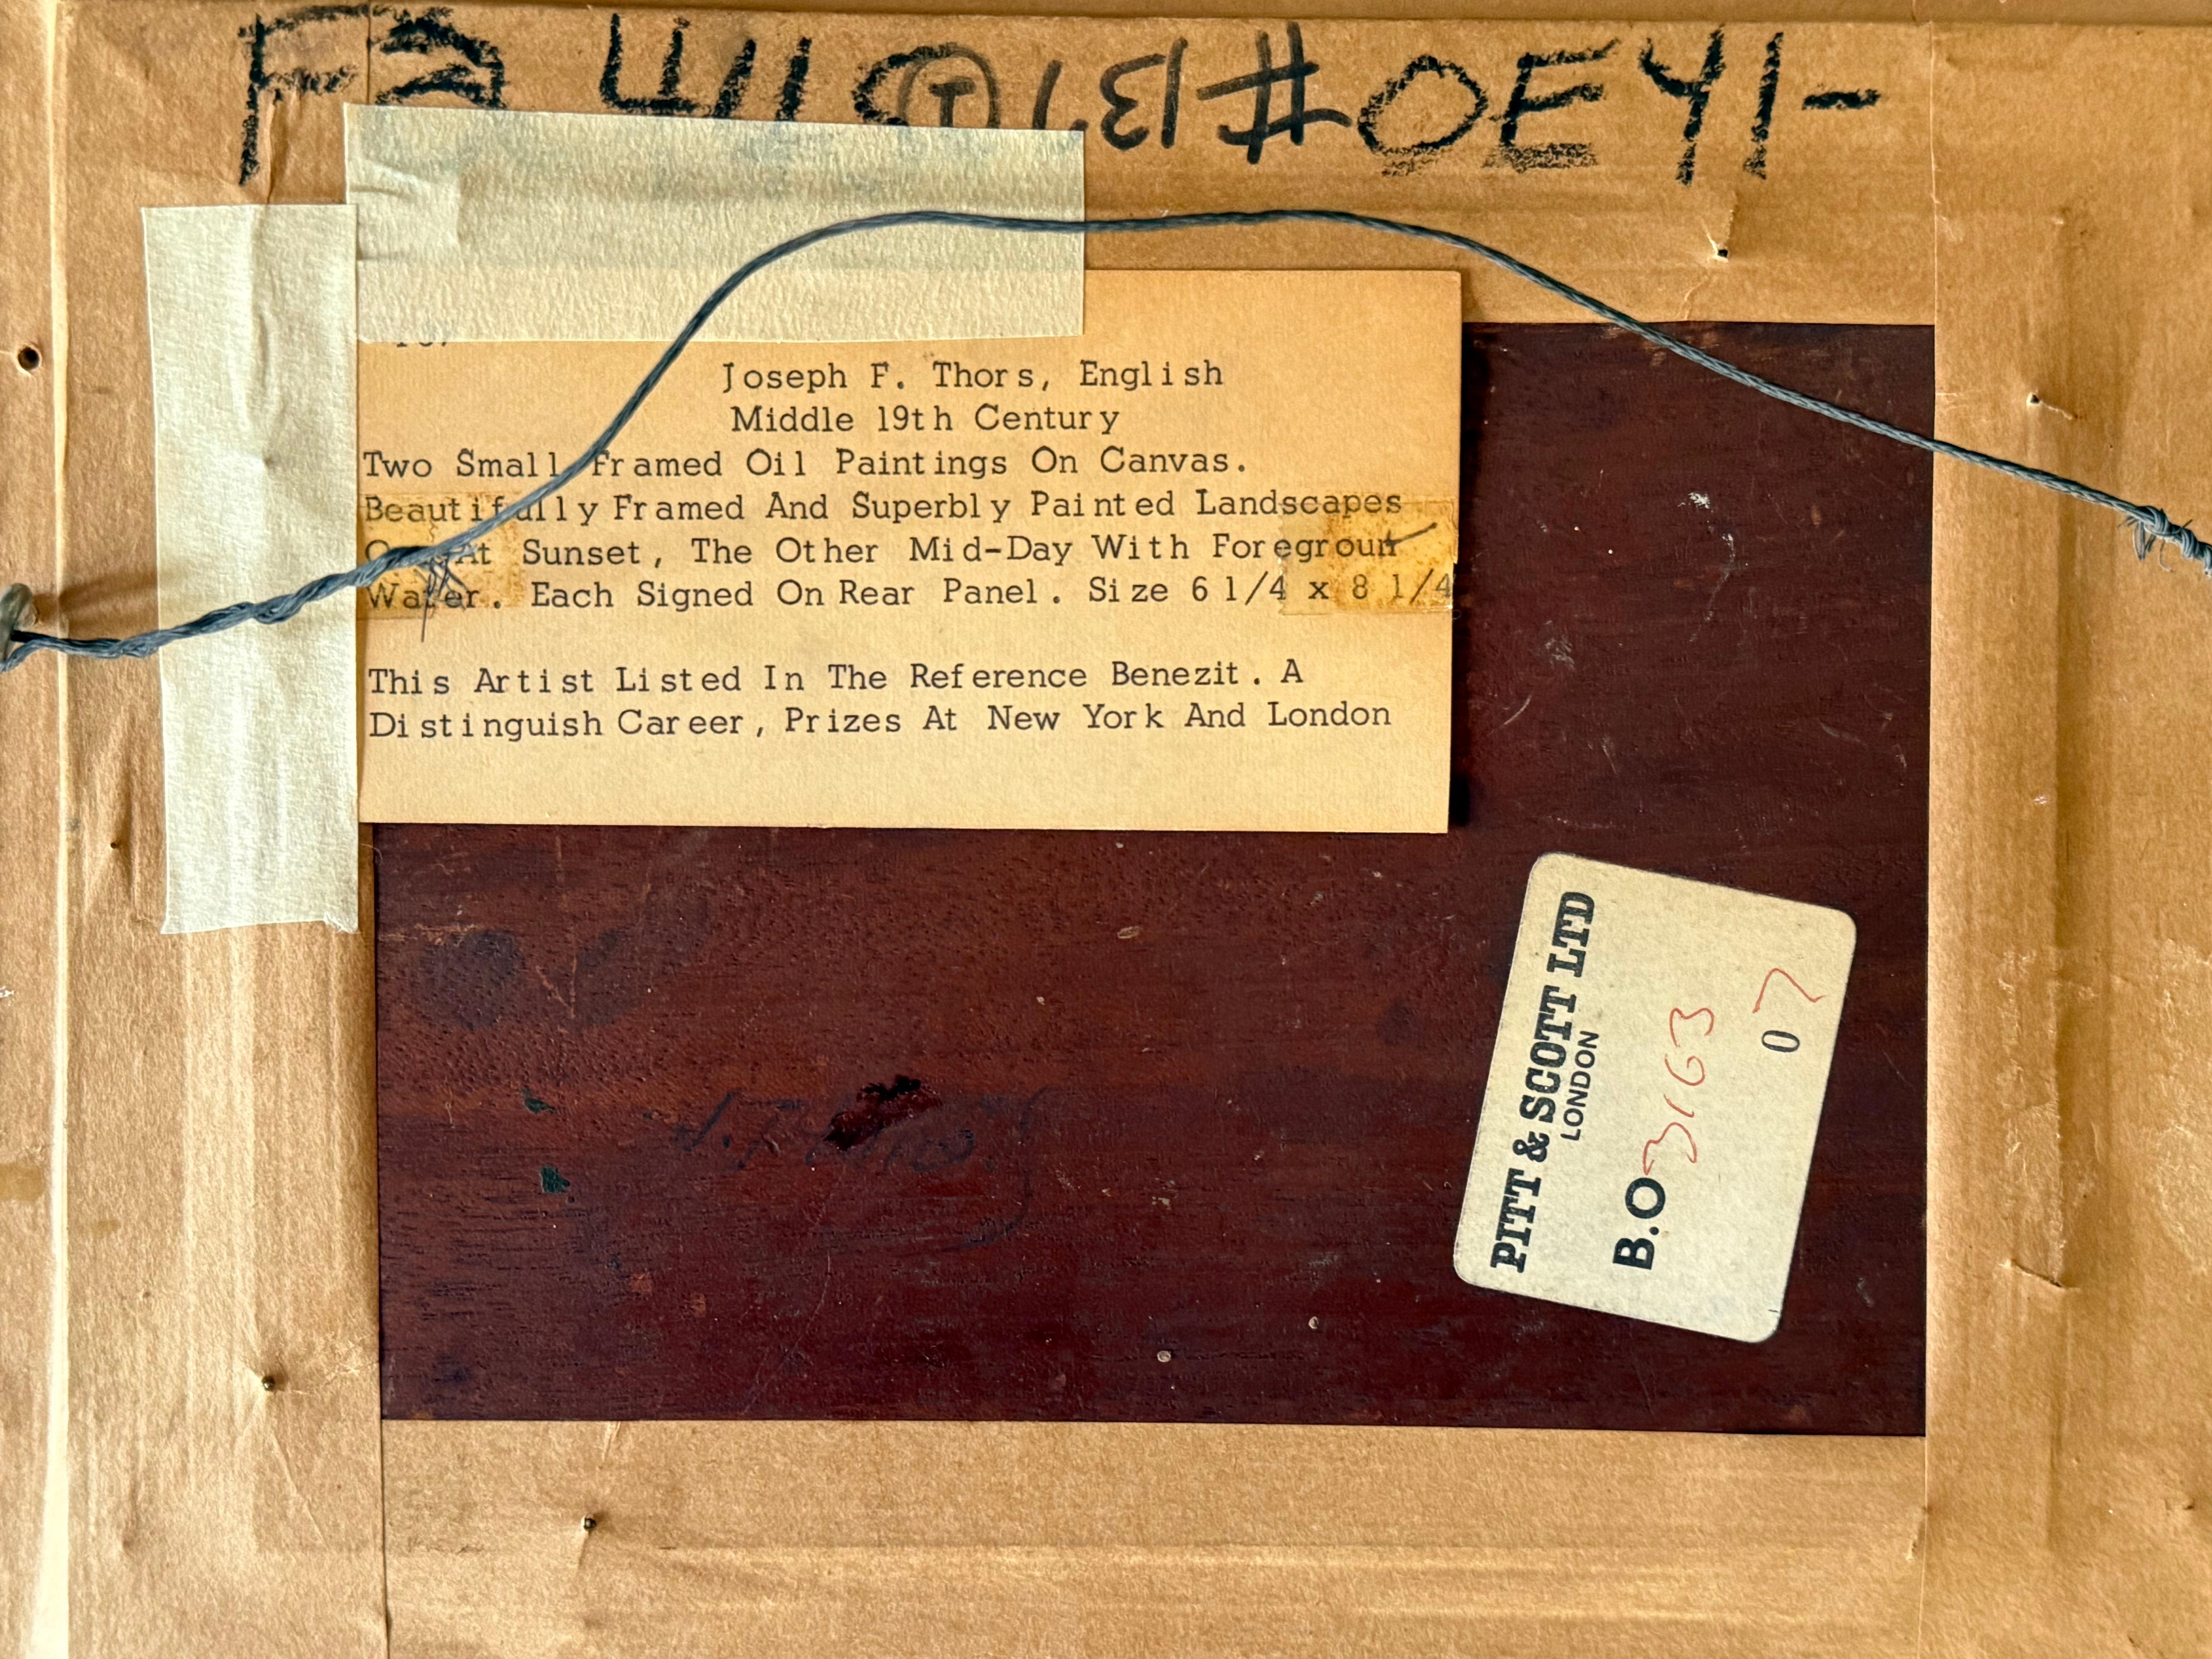 #137 I
OEYI-
Joseph F. Thors, English
Middle 19th Century
Two Small Framed Oil Paintings On Canvas.
Beautifully Framed And Superbly Painted Landscapes
One At Sunset, The Other Mid-Day With Foregroun
Water. Each Signed On Rear Panel. Size 6 1/4 x 8 1/4
This Artist Listed In The Reference Benezit. A
Distinguish Career, Prizes At New York And London
PITT & SCOTT LTD
LONDON
B.O 3163
07